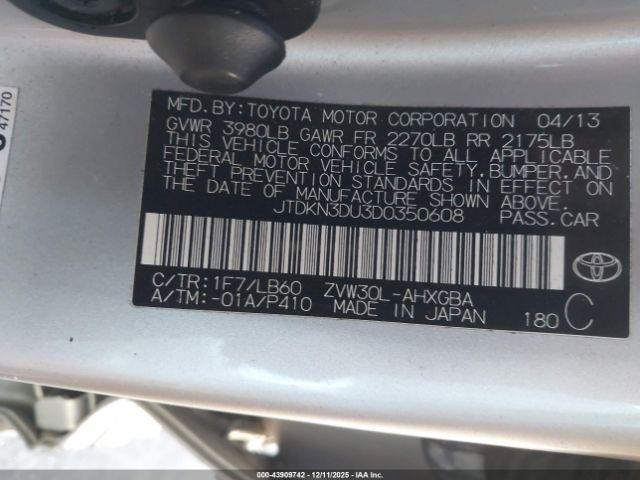 47170
MFD.BY: TOYOTA MOTOR CORPORATION 04/13
GVWR 3980LB GAWR FR 2270LB RR 2175LB
THIS VEHICLE CONFORMS TO ALL APPLICABLE
FEDERAL MOTOR VEHICLE SAFETY,BUMPER,AND
THEFT PREVENTION STANDARDS IN EFFECT ON
THE DATE OF MANUFACTURE SHOWN ABOVE.
JTDKN3DU3D0350608 PASS.CAR
C/TR: 1F7/LB60 ZVW30L-AHXGBA
A/TM: -01A/P410 MADE IN JAPAN 180 C
000-43909742 - 12/11/2025 - Copyright IAAI, Inc.